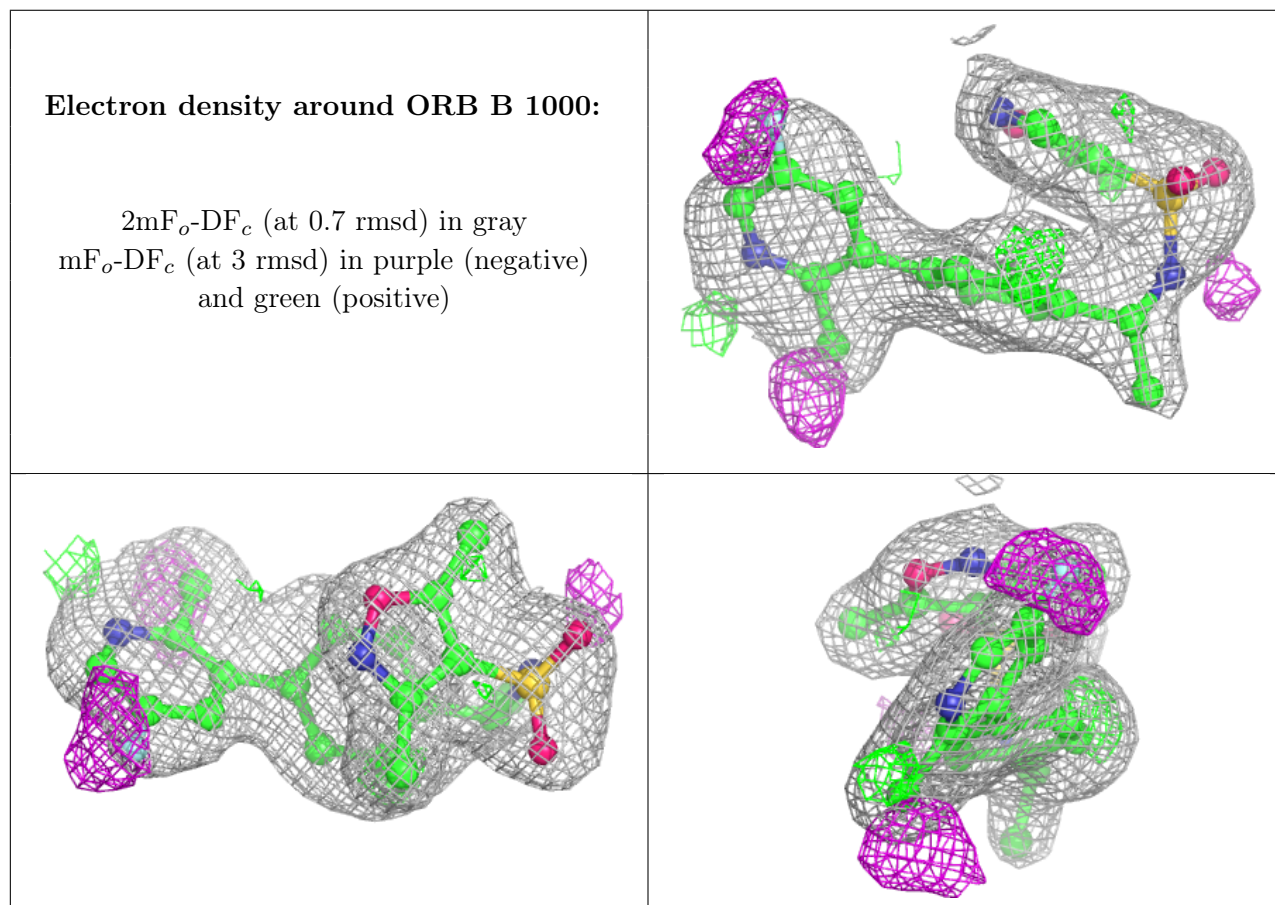 Electron density around ORB B 1000:
2mFo-DFc (at 0.7 rmsd) in gray
mFo-DFc (at 3 rmsd) in purple (negative)
and green (positive)